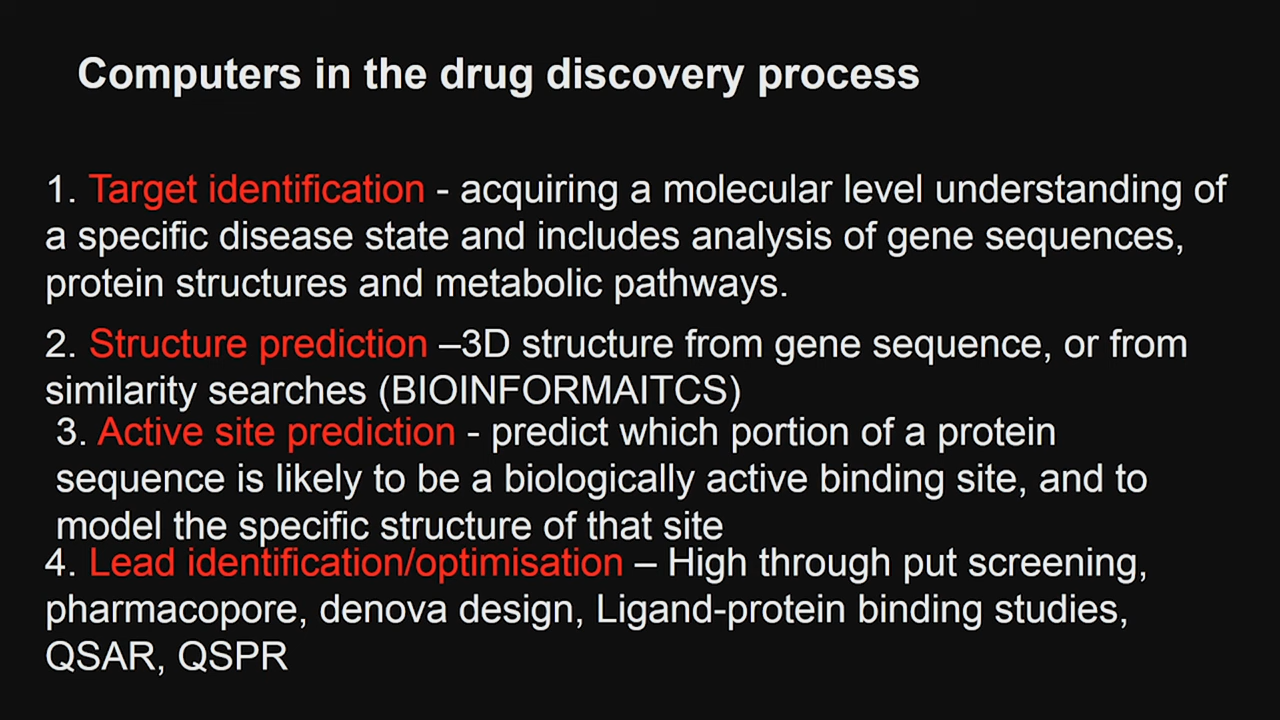 Computers in the drug discovery process
1. Target identification - acquiring a molecular level understanding of
a specific disease state and includes analysis of gene sequences,
protein structures and metabolic pathways.
2. Structure prediction –3D structure from gene sequence, or from
similarity searches (BIOINFORMAITCS)
3. Active site prediction - predict which portion of a protein
sequence is likely to be a biologically active binding site, and to
model the specific structure of that site
4. Lead identification/optimisation – High through put screening,
pharmacopore, denova design, Ligand-protein binding studies,
QSAR, QSPR